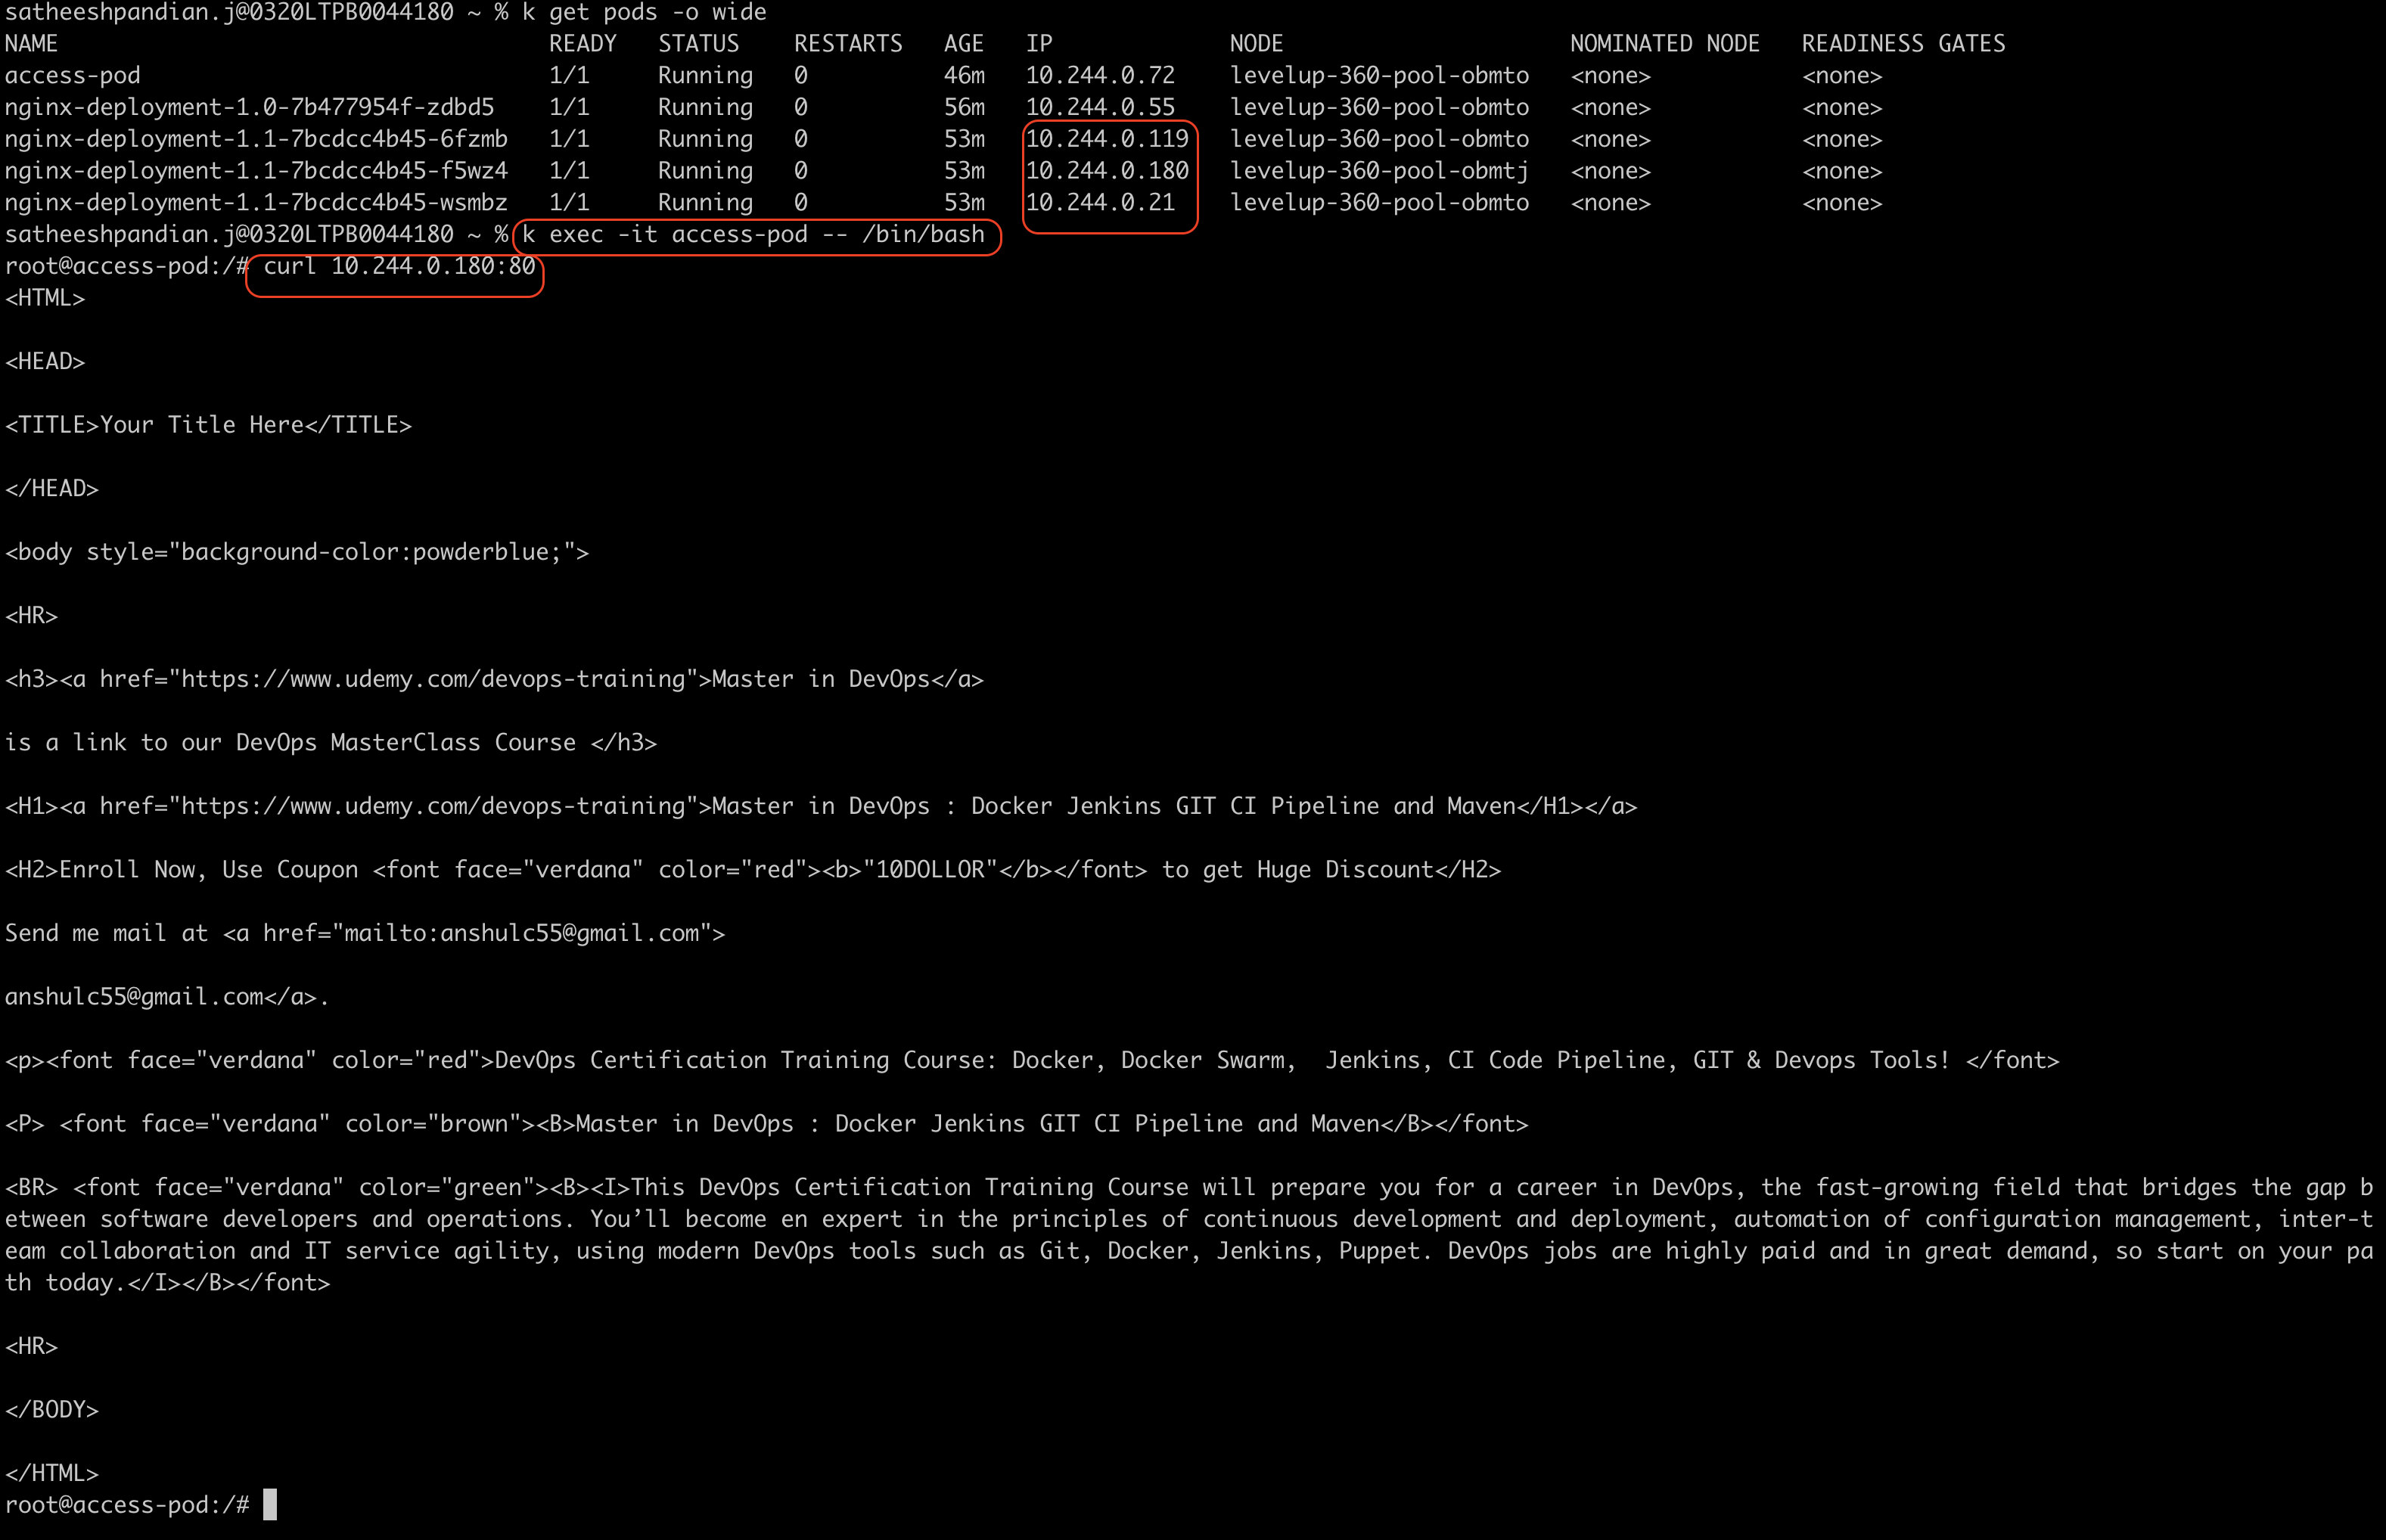 satheeshpandian.j@0320LTPB0044180 ~ % k get pods -o wide
NAME READY STATUS RESTARTS AGE IP NODE NOMINATED NODE READINESS GATES
access-pod 1/1 Running 0 46m 10.244.0.72 levelup-360-pool-obmto <none> <none>
nginx-deployment-1.0-7b477954f-zdbd5 1/1 Running 0 56m 10.244.0.55 levelup-360-pool-obmto <none> <none>
nginx-deployment-1.1-7bcdcc4b45-6fzmb 1/1 Running 0 53m 10.244.0.119 levelup-360-pool-obmto <none> <none>
nginx-deployment-1.1-7bcdcc4b45-f5wz4 1/1 Running 0 53m 10.244.0.180 levelup-360-pool-obmtj <none> <none>
nginx-deployment-1.1-7bcdcc4b45-wsmbz 1/1 Running 0 53m 10.244.0.21 levelup-360-pool-obmto <none> <none>
satheeshpandian.j@0320LTPB0044180 ~ % k exec -it access-pod -- /bin/bash
root@access-pod:/# curl 10.244.0.180:80
<HTML>
<HEAD>
<TITLE>Your Title Here</TITLE>
</HEAD>
<body style="background-color:powderblue;">
<HR>
<h3><a href="https://www.udemy.com/devops-training">Master in DevOps</a>
is a link to our DevOps MasterClass Course </h3>
<H1><a href="https://www.udemy.com/devops-training">Master in DevOps : Docker Jenkins GIT CI Pipeline and Maven</H1></a>
<H2>Enroll Now, Use Coupon <font face="verdana" color="red"><b>"10DOLLOR"</b></font> to get Huge Discount</H2>
Send me mail at <a href="mailto:anshulc55@gmail.com">
anshulc55@gmail.com</a>.
<p><font face="verdana" color="red">DevOps Certification Training Course: Docker, Docker Swarm,  Jenkins, CI Code Pipeline, GIT & Devops Tools! </font>
<P> <font face="verdana" color="brown"><B>Master in DevOps : Docker Jenkins GIT CI Pipeline and Maven</B></font>
<BR> <font face="verdana" color="green"><B><I>This DevOps Certification Training Course will prepare you for a career in DevOps, the fast-growing field that bridges the gap b
etween software developers and operations. You’ll become en expert in the principles of continuous development and deployment, automation of configuration management, inter-t
eam collaboration and IT service agility, using modern DevOps tools such as Git, Docker, Jenkins, Puppet. DevOps jobs are highly paid and in great demand, so start on your pa
th today.</I></B></font>
<HR>
</BODY>
</HTML>
root@access-pod:/#